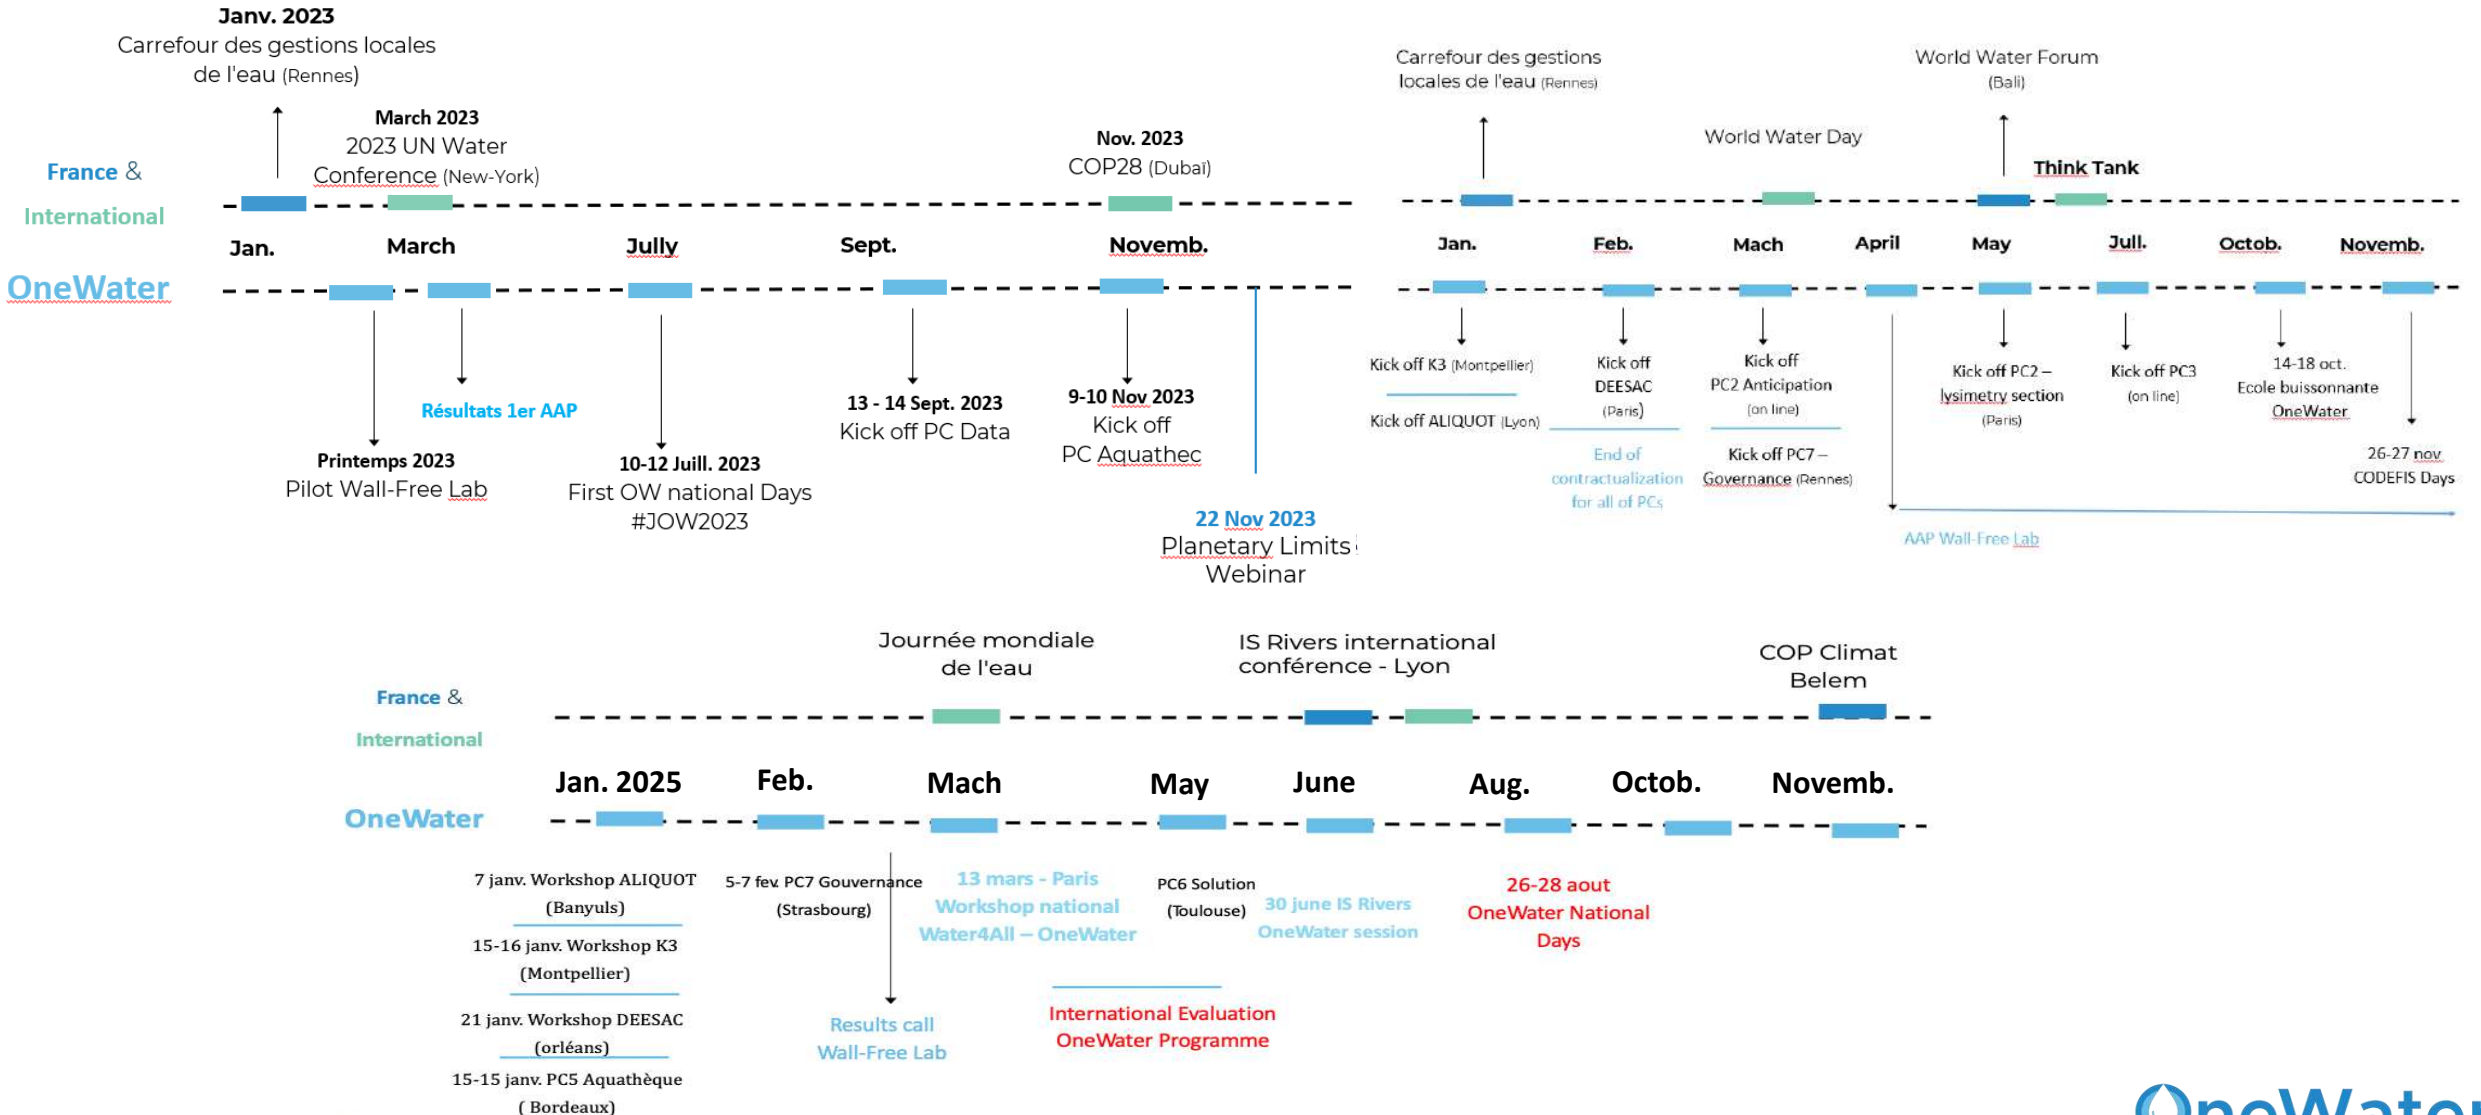 Janv. 2023
Carrefour des gestions locales
de l'eau (Rennes)
March 2023
2023 UN Water
Conference (New-York)
Nov. 2023
COP28 (Dubaï)
France &
International
Jan.
March
Jully
Sept.
Novemb.
OneWater
Résultats 1er AAP
Printemps 2023
Pilot Wall-Free Lab
10-12 Juill. 2023
First OW national Days
#JOW2023
13 - 14 Sept. 2023
Kick off PC Data
9-10 Nov 2023
Kick off
PC Aquathec
22 Nov 2023
Planetary Limits
Webinar
Carrefour des gestions
locales de l'eau (Rennes)
World Water Day
World Water Forum
(Bali)
Think Tank
Jan.
Feb.
Mach
April
May
Jull.
Octob.
Novemb.
Kick off K3 (Montpellier)
Kick off ALIQUOT (Lyon)
Kick off
DEESAC
(Paris)
End of
contractualization
for all of PCs
Kick off
PC2 Anticipation
(on line)
Kick off PC7 –
Governance (Rennes)
AAP Wall-Free Lab
Kick off PC2 –
lysimetry section
(Paris)
Kick off PC3
(on line)
14-18 oct.
Ecole buissonnante
OneWater
26-27 nov
CODEFIS Days
Journée mondiale
de l'eau
IS Rivers international
conférence - Lyon
COP Climat
Belem
France &
International
Jan. 2025
Feb.
Mach
May
June
Aug.
Octob.
Novemb.
OneWater
7 janv. Workshop ALIQUOT
(Banyuls)
15-16 janv. Workshop K3
(Montpellier)
21 janv. Workshop DEESAC
(orléans)
15-15 janv. PC5 Aquathèque
( Bordeaux)
5-7 fev. PC7 Gouvernance
(Strasbourg)
Results call
Wall-Free Lab
13 mars - Paris
Workshop national
Water4All – OneWater
PC6 Solution
(Toulouse)
International Evaluation
OneWater Programme
30 june IS Rivers
OneWater session
26-28 aout
OneWater National
Days
OneWater